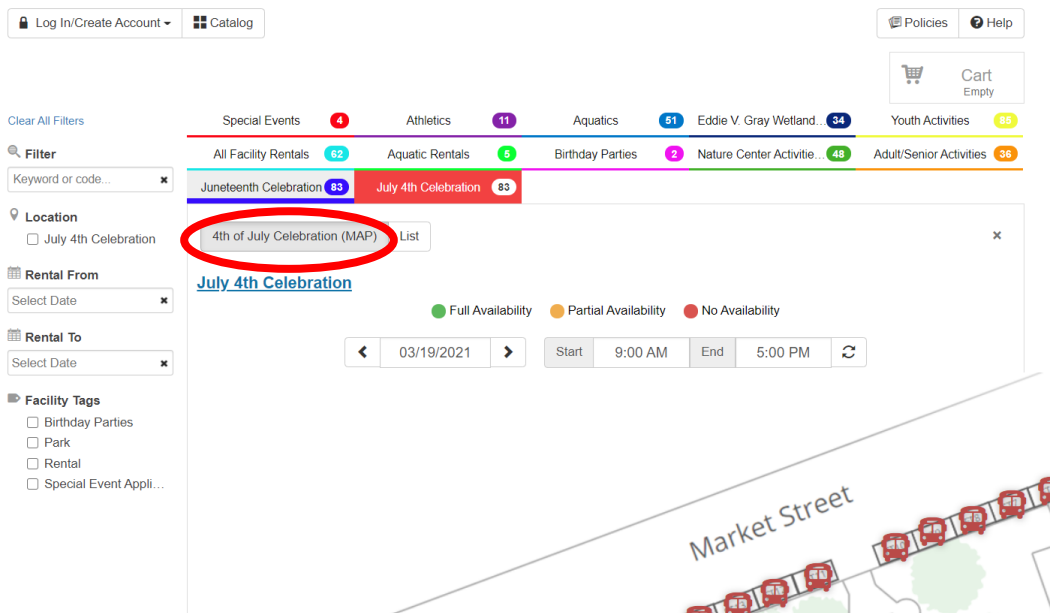 Log In/Create Account
Catalog
Policies
Help
Cart
Empty
Clear All Filters
Special Events 4
Athletics 11
Aquatics 51
Eddie V. Gray Wetland... 34
Youth Activities 85
All Facility Rentals 62
Aquatic Rentals 5
Birthday Parties 2
Nature Center Activitie... 48
Adult/Senior Activities 36
Juneteenth Celebration 83
July 4th Celebration 83
Filter
Keyword or code...
Location
July 4th Celebration
Rental From
Select Date
Rental To
Select Date
Facility Tags
Birthday Parties
Park
Rental
Special Event Appli...
4th of July Celebration (MAP)
List
July 4th Celebration
Full Availability
Partial Availability
No Availability
03/19/2021
Start 9:00 AM End 5:00 PM
Market Street